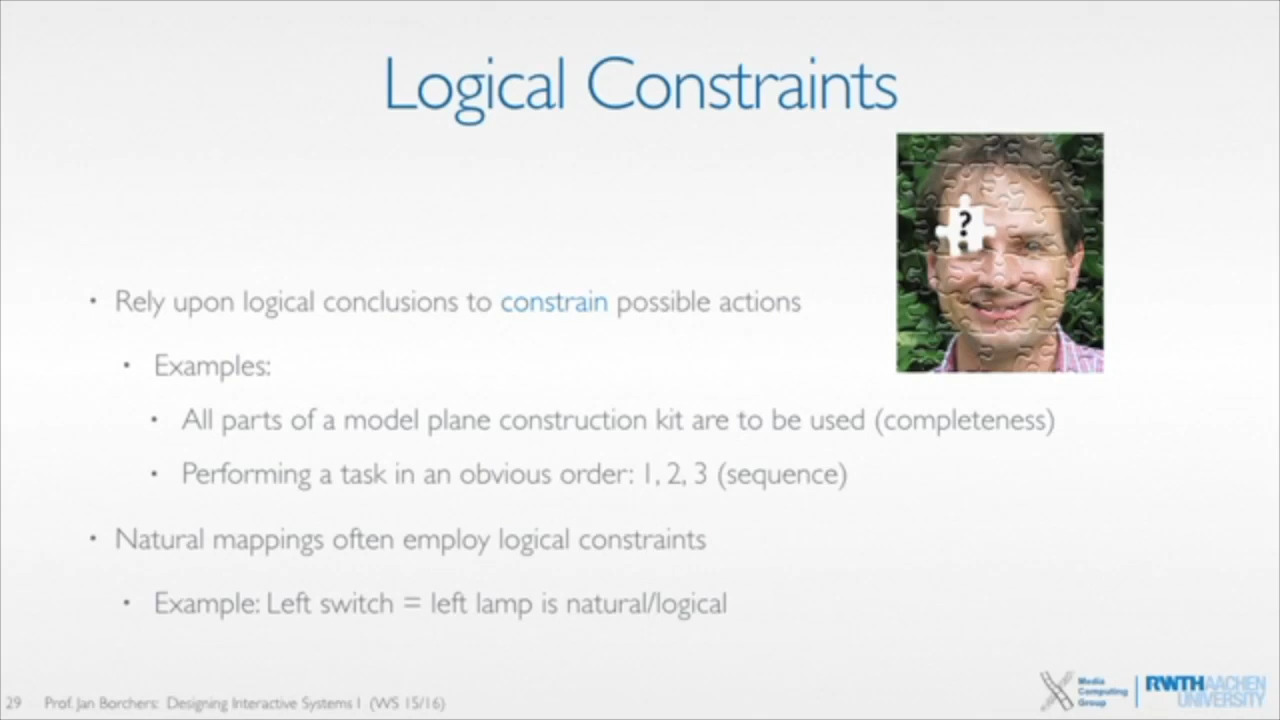 Logical Constraints
?
• Rely upon logical conclusions to constrain possible actions
• Examples:
• All parts of a model plane construction kit are to be used (completeness)
• Performing a task in an obvious order: 1, 2, 3 (sequence)
• Natural mappings often employ logical constraints
• Example: Left switch = left lamp is natural/logical
29 Prof. Jan Borchers: Designing Interactive Systems I (WS 15/16)
Media
Computing
Group
RWTH AACHEN
UNIVERSITY